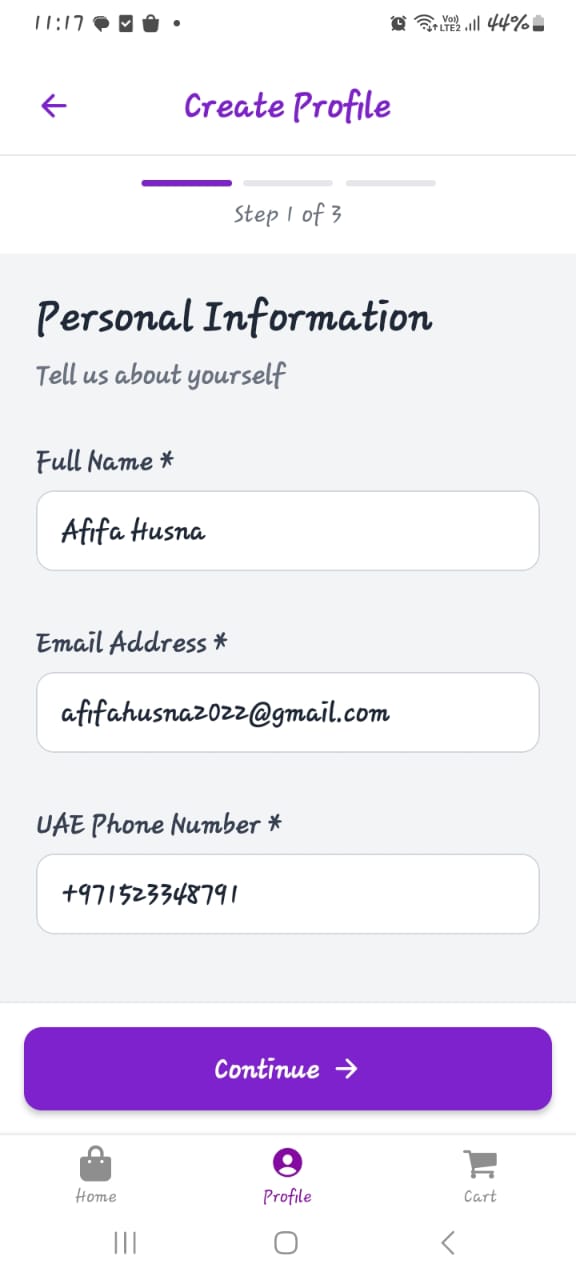 11:17
Vo))
LTE2
44%
Create Profile
Step 1 of 3
Personal Information
Tell us about yourself
Full Name *
Afifa Husna
Email Address *
afifahusna2022@gmail.com
UAE Phone Number *
+971523348791
Continue →
Home
Profile
Cart